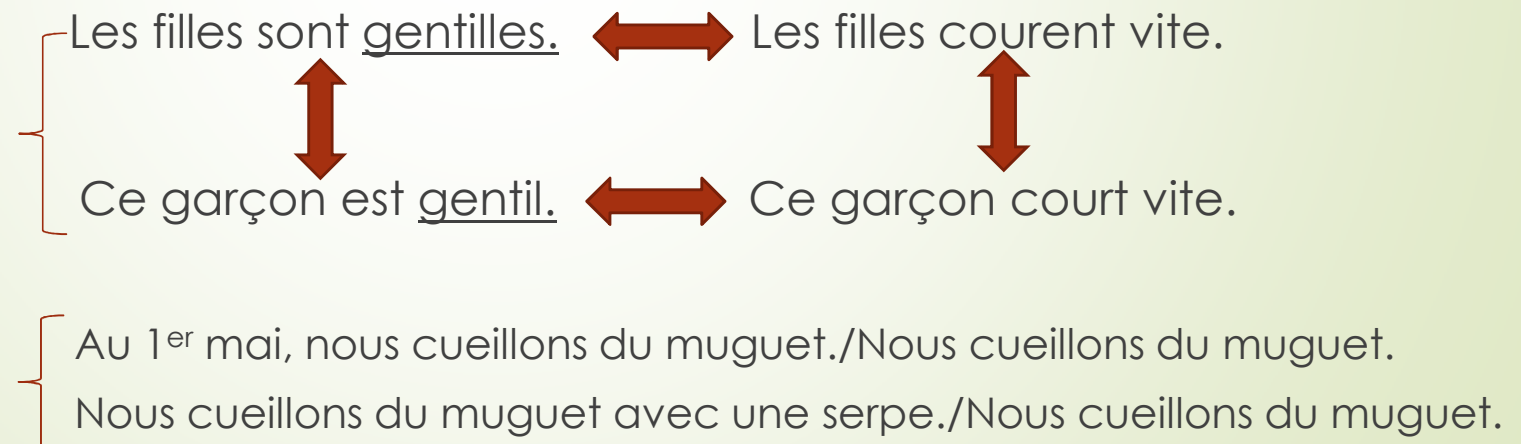 Les filles sont gentilles. Les filles courent vite.
Ce garçon est gentil. Ce garçon court vite.
Au 1er mai, nous cueillons du muguet./Nous cueillons du muguet.
Nous cueillons du muguet avec une serpe./Nous cueillons du muguet.